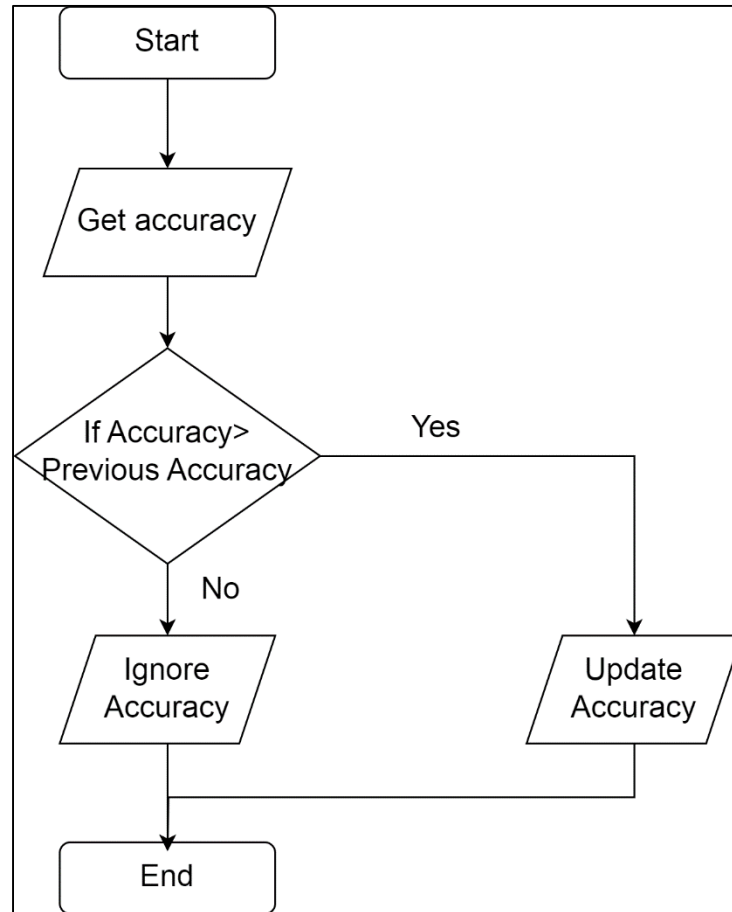 Start
Get accuracy
If Accuracy>
Previous Accuracy
Yes
No
Ignore
Accuracy
Update
Accuracy
End